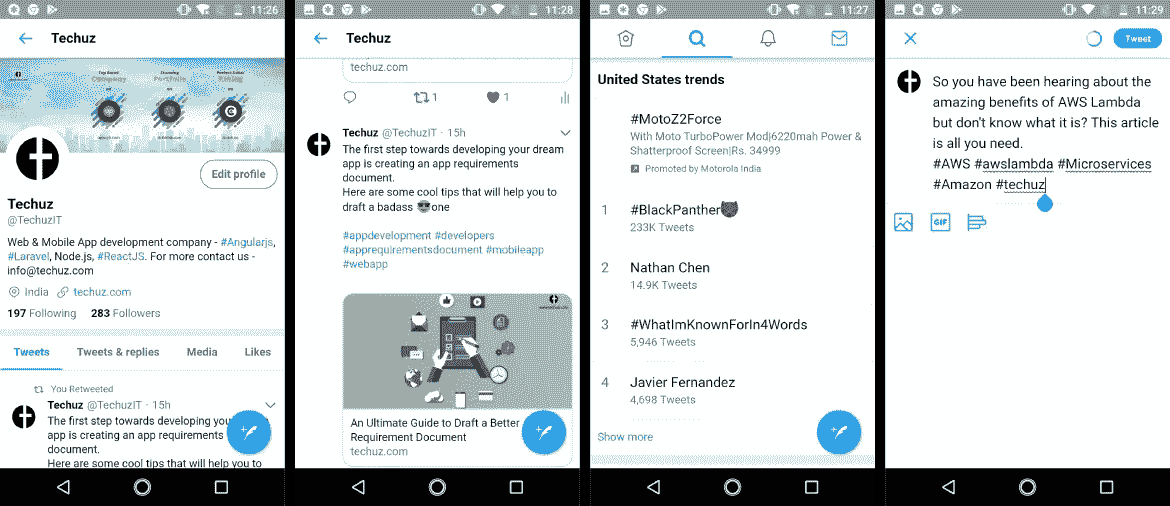 11:26
Techuz
Edit profile
Techuz
@TechuzIT
Web & Mobile App development company - #Angularjs,
#Laravel, Node.js, #ReactJS. For more contact us -
info@techuz.com
India techuz.com
197 Following 283 Followers
Tweets Tweets & replies Media Likes
You Retweeted
Techuz @TechuzIT · 15h
The first step towards developing you
app is creating an app requirements
document.
Here are some cool tips that will help you to
11:28
Techuz
techuz.com
1 1
Techuz @TechuzIT · 15h
The first step towards developing your dream
app is creating an app requirements
document.
Here are some cool tips that will help you to
draft a badass 😎one
#appdevelopment #developers
#apprequirementsdocument #mobileapp
#webapp
An Ultimate Guide to Draft a Better
Requirement Document
techuz.com
11:27
United States trends
#MotoZ2Force
With Moto TurboPower Mod|6220mah Power &
Shatterproof Screen|Rs. 34999
Promoted by Motorola India
1 #BlackPanther
233K Tweets
2 Nathan Chen
14.9K Tweets
3 #WhatImKnownForIn4Words
5,946 Tweets
4 Javier Fernandez
4,698 Tweets
Show more
11:29
Tweet
So you have been hearing about the
amazing benefits of AWS Lambda
but don't know what it is? This article
is all you need.
#AWS #awslambda #Microservices
#Amazon #techuz